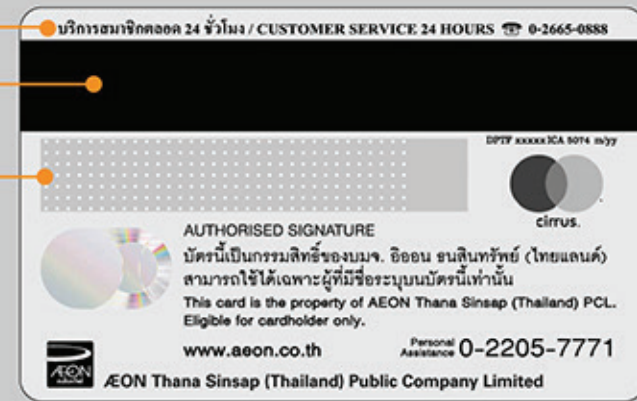 บริการสมาชิกตลอด 24 ชั่วโมง / CUSTOMER SERVICE 24 HOURS ☎ 0-2665-0888
DPTF xxxxx ICA 5074 m/yy
cirrus.
AUTHORISED SIGNATURE
บัตรนี้เป็นกรรมสิทธิ์ของบมจ. อิออน ธนสินทรัพย์ (ไทยแลนด์)
สามารถใช้ได้เฉพาะผู้ที่มีชื่อระบุบนบัตรนี้เท่านั้น
This card is the property of AEON Thana Sinsap (Thailand) PCL.
Eligible for cardholder only.
www.aeon.co.th Personal Assistance 0-2205-7771
ÆON
ÆON Thana Sinsap (Thailand) Public Company Limited